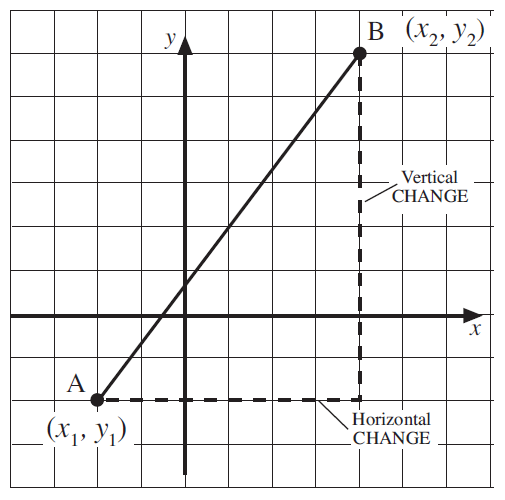 B (x₂, y₂)
y
Vertical
CHANGE
x
A
(x₁, y₁)
Horizontal
CHANGE